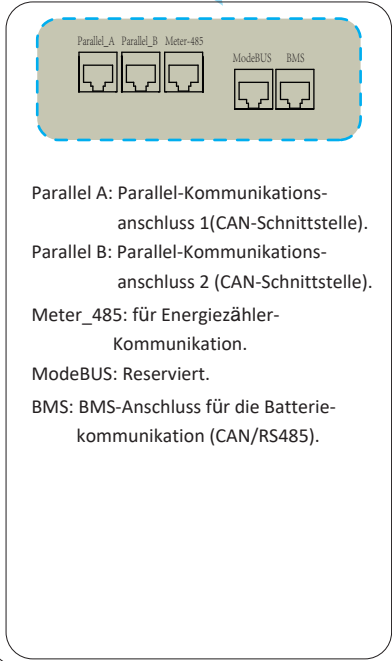 Parallel_A Parallel_B Meter-485
ModeBUS BMS
Parallel A: Parallel-Kommunikations-
anschluss 1(CAN-Schnittstelle).
Parallel B: Parallel-Kommunikations-
anschluss 2 (CAN-Schnittstelle).
Meter_485: für Energiezähler-
Kommunikation.
ModeBUS: Reserviert.
BMS: BMS-Anschluss für die Batterie-
kommunikation (CAN/RS485).